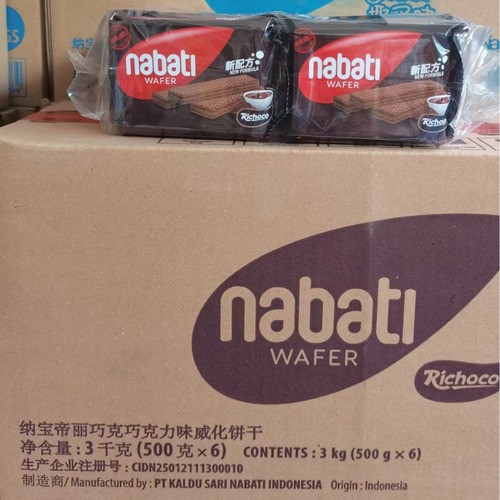 nabati
WAFER
新配方
NEW FORMULA
Richoco
nabati
WAFER
新配方
NEW FORMULA
Richoco
nabati
WAFER
Richoco
纳宝帝丽巧克巧克力味威化饼干
净含量：3 千克 (500 克 × 6) CONTENTS : 3 kg (500 g × 6)
生产企业注册号：CIDN25012111300010
制造商/ Manufactured by : PT KALDU SARI NABATI INDONESIA Origin : Indonesia